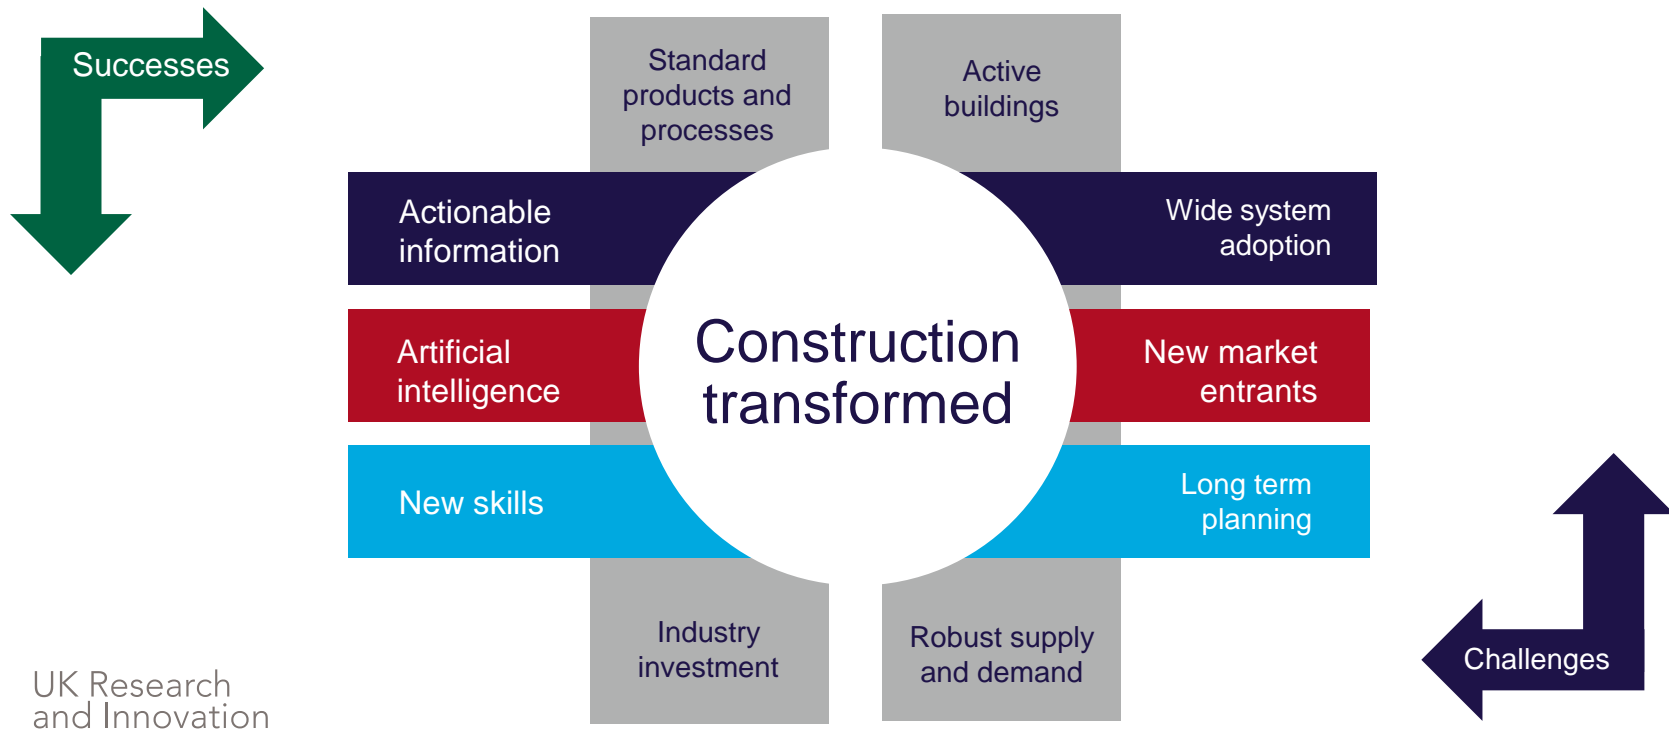 Successes
Standard
products and
processes
Active
buildings
Actionable
information
Wide system
adoption
Artificial
intelligence
Construction
transformed
New market
entrants
New skills
Long term
planning
Industry
investment
Robust supply
and demand
Challenges
UK Research
and Innovation